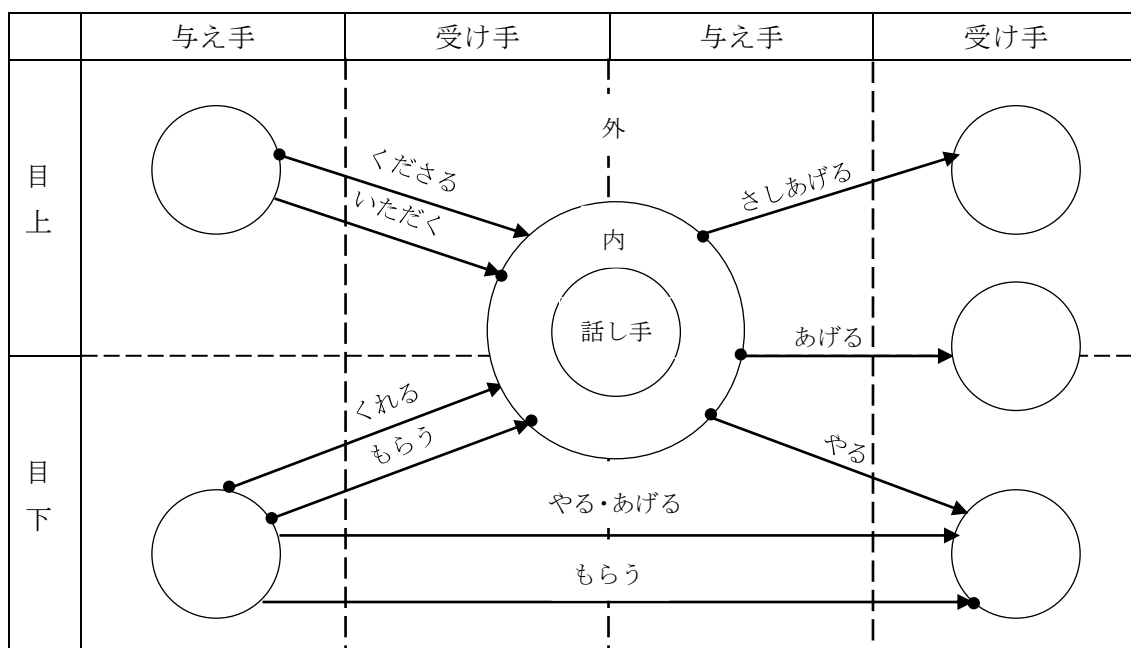 与え手 受け手 与え手 受け手
外
目上
くださる
いただく
さしあげる
内
話し手
あげる
くれる
もらう
やる
目下
やる・あげる
もらう